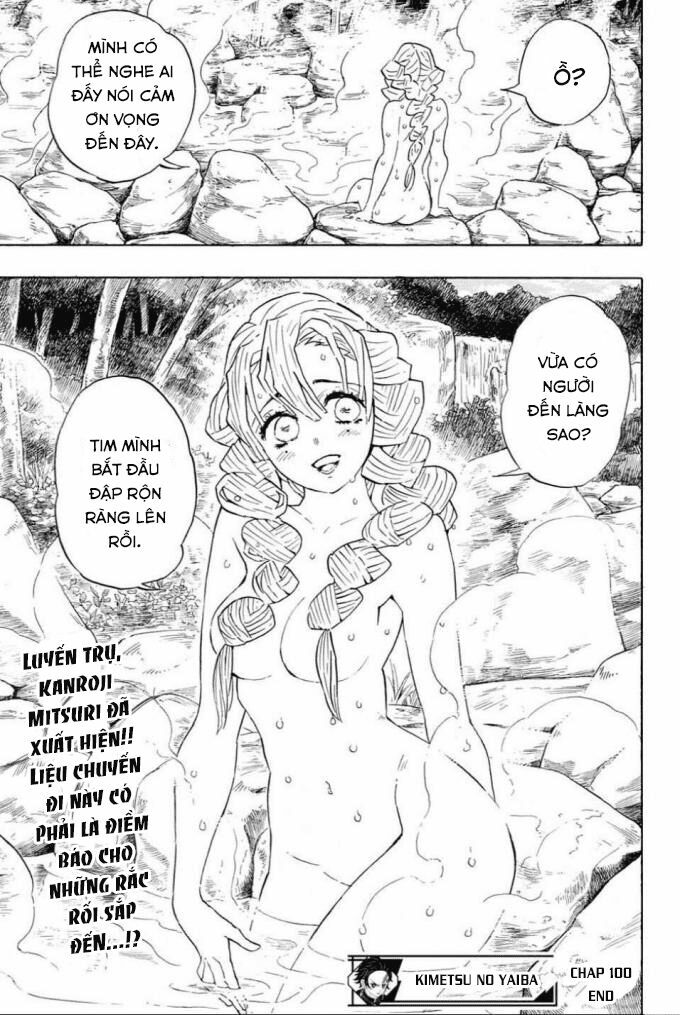 Ồ?
MÌNH CÓ
THỂ NGHE AI
ĐẤY NÓI CẢM
ƠN VỌNG
ĐẾN ĐÂY.
VỪA CÓ
NGƯỜI
ĐẾN LÀNG
SAO?
TIM MÌNH
BẮT ĐẦU
ĐẬP RỘN
RÀNG LÊN
RỒI.
LUYẾN TRỤ,
KANROJI
MITSURI ĐÃ
XUẤT HIỆN!!
LIỆU CHUYẾN
ĐI NÀY CÓ
PHẢI LÀ ĐIỀM
BÁO CHO
NHỮNG RẮC
RỐI SẮP
ĐẾN...!?
KIMETSU NO YAIBA
CHAP 100
END